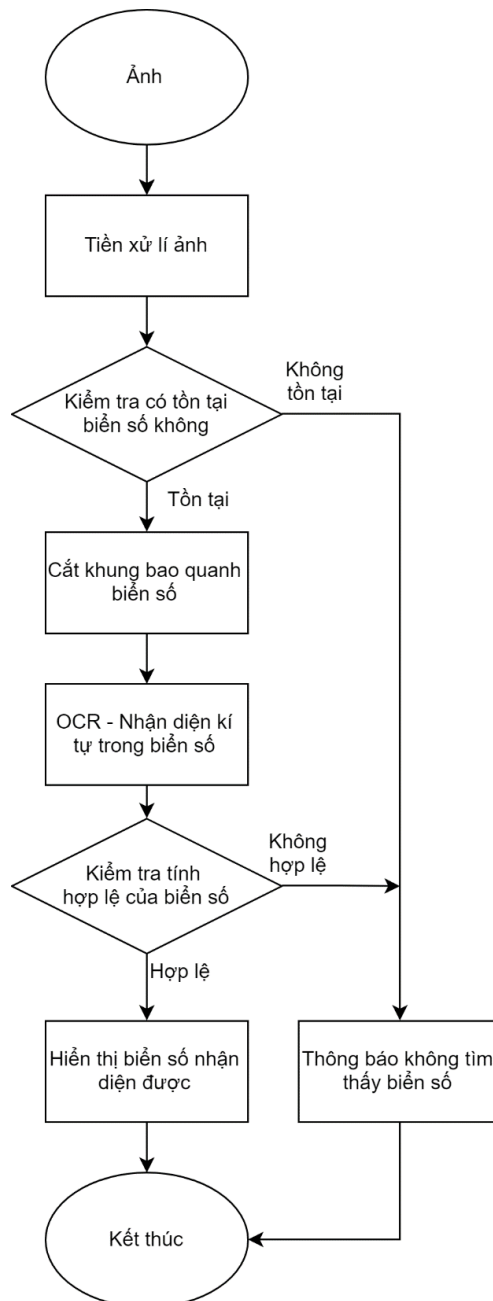 Ảnh
Tiền xử lí ảnh
Không
tồn tại
Kiểm tra có tồn tại
biển số không
Tồn tại
Cắt khung bao quanh
biển số
OCR - Nhận diện kí
tự trong biển số
Không
hợp lệ
Kiểm tra tính
hợp lệ của biển số
Hợp lệ
Hiển thị biển số nhận
diện được
Thông báo không tìm
thấy biển số
Kết thúc